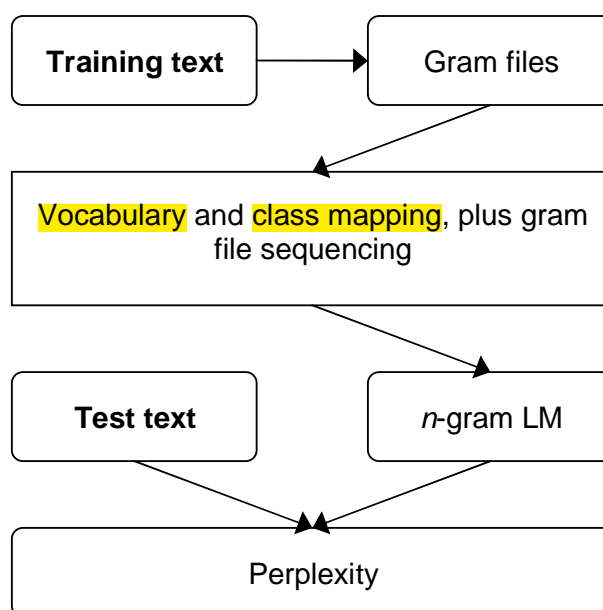 Training text
Gram files
Vocabulary and class mapping, plus gram
file sequencing
Test text
n-gram LM
Perplexity